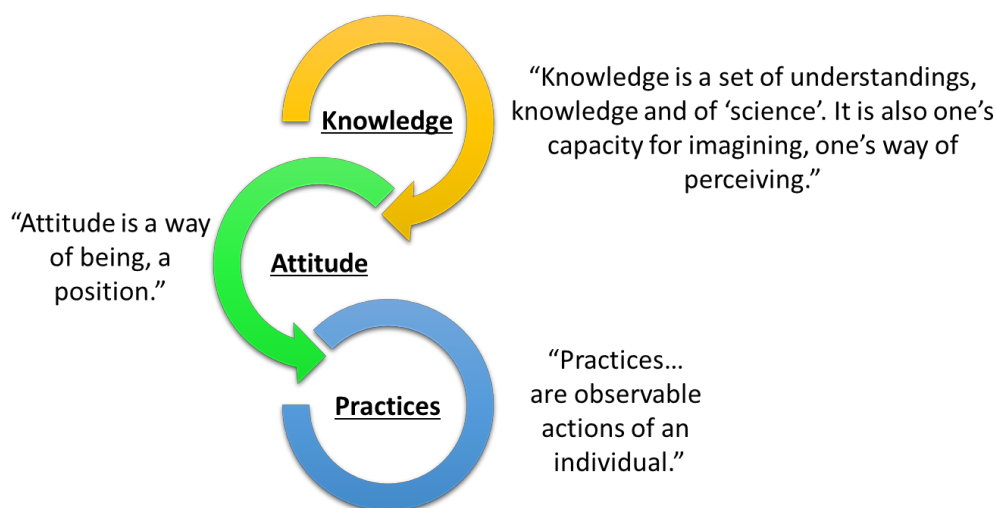 Knowledge
“Knowledge is a set of understandings,
knowledge and of ‘science’. It is also one’s
capacity for imagining, one’s way of
perceiving.”
“Attitude is a way
of being, a
position.”
Attitude
Practices
“Practices…
are observable
actions of an
individual.”